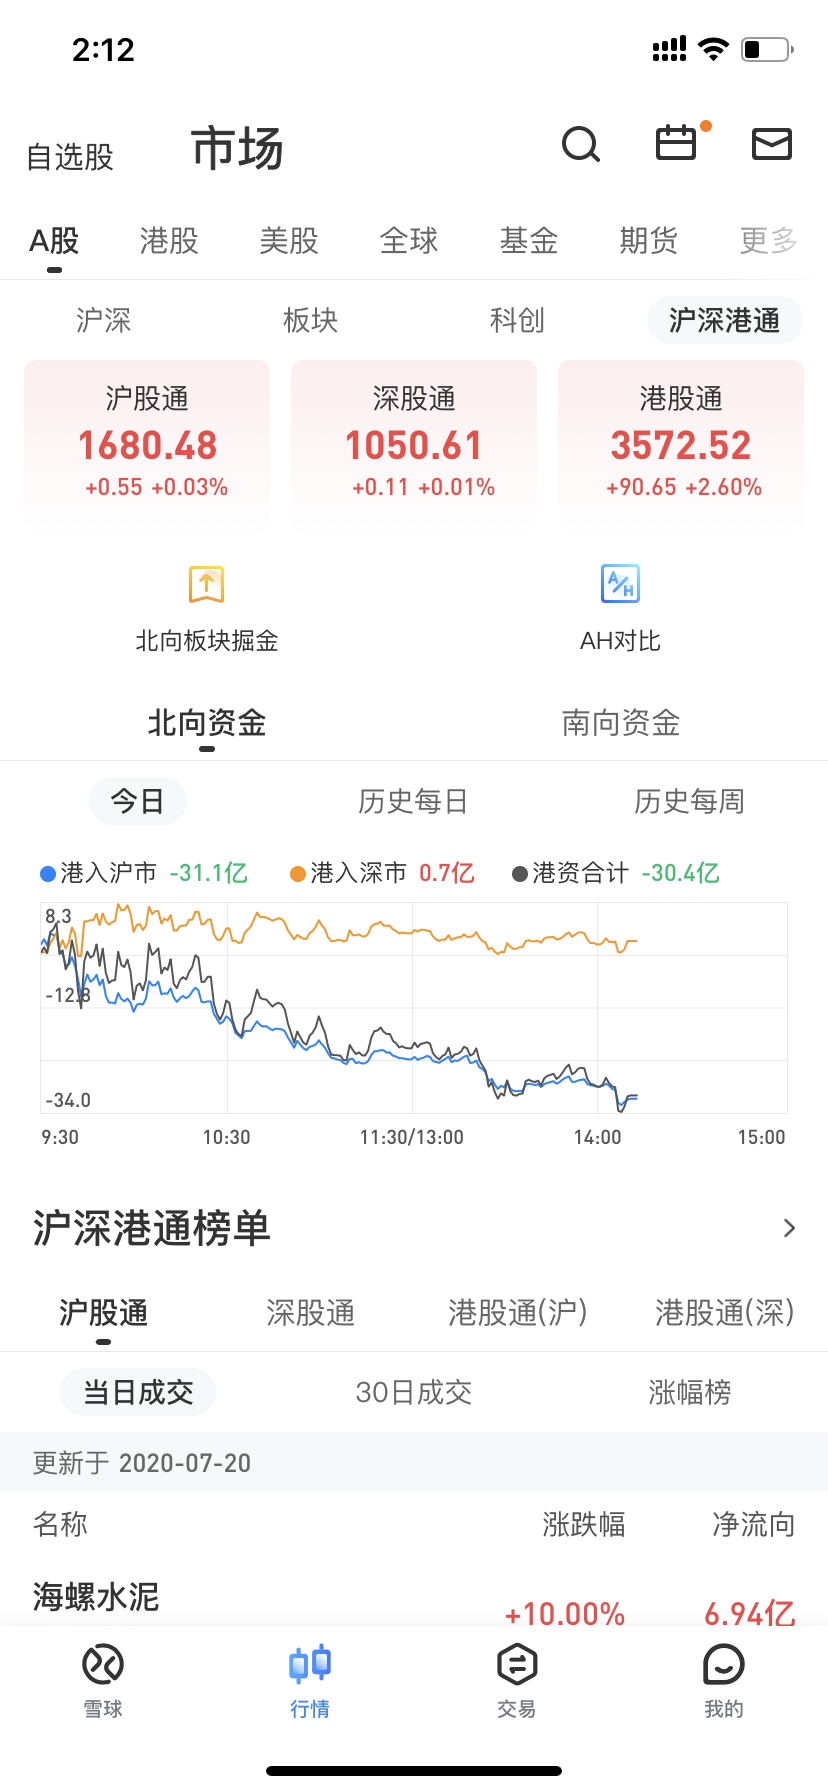 2:12
自选股 市场
A股 港股 美股 全球 基金 期货 更多
沪深 板块 科创 沪深港通
沪股通 深股通 港股通
1680.48 1050.61 3572.52
+0.55 +0.03% +0.11 +0.01% +90.65 +2.60%
A/H
北向板块掘金 AH对比
北向资金 南向资金
今日 历史每日 历史每周
港入沪市 -31.1亿 港入深市 0.7亿 港资合计 -30.4亿
8.3
-12.8
-34.0
9:30 10:30 11:30/13:00 14:00 15:00
沪深港通榜单
沪股通 深股通 港股通(沪) 港股通(深)
当日成交 30日成交 涨幅榜
更新于 2020-07-20
名称 涨跌幅 净流向
海螺水泥 +10.00% 6.94亿
雪球 行情 交易 我的